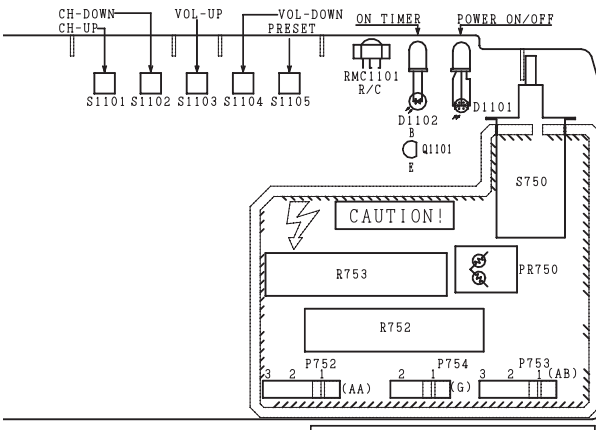 CH-DOWN VOL-UP VOL-DOWN ON TIMER POWER ON/OFF
CH-UP PRESET
RMC1101
R/C
S1101 S1102 S1103 S1104 S1105
D1102 D1101
B
Q1101
E
S750
CAUTION!
R753 PR750
R752
P752 P754 P753
3 2 1 (AA) 2 1 (G) 3 2 1 (AB)